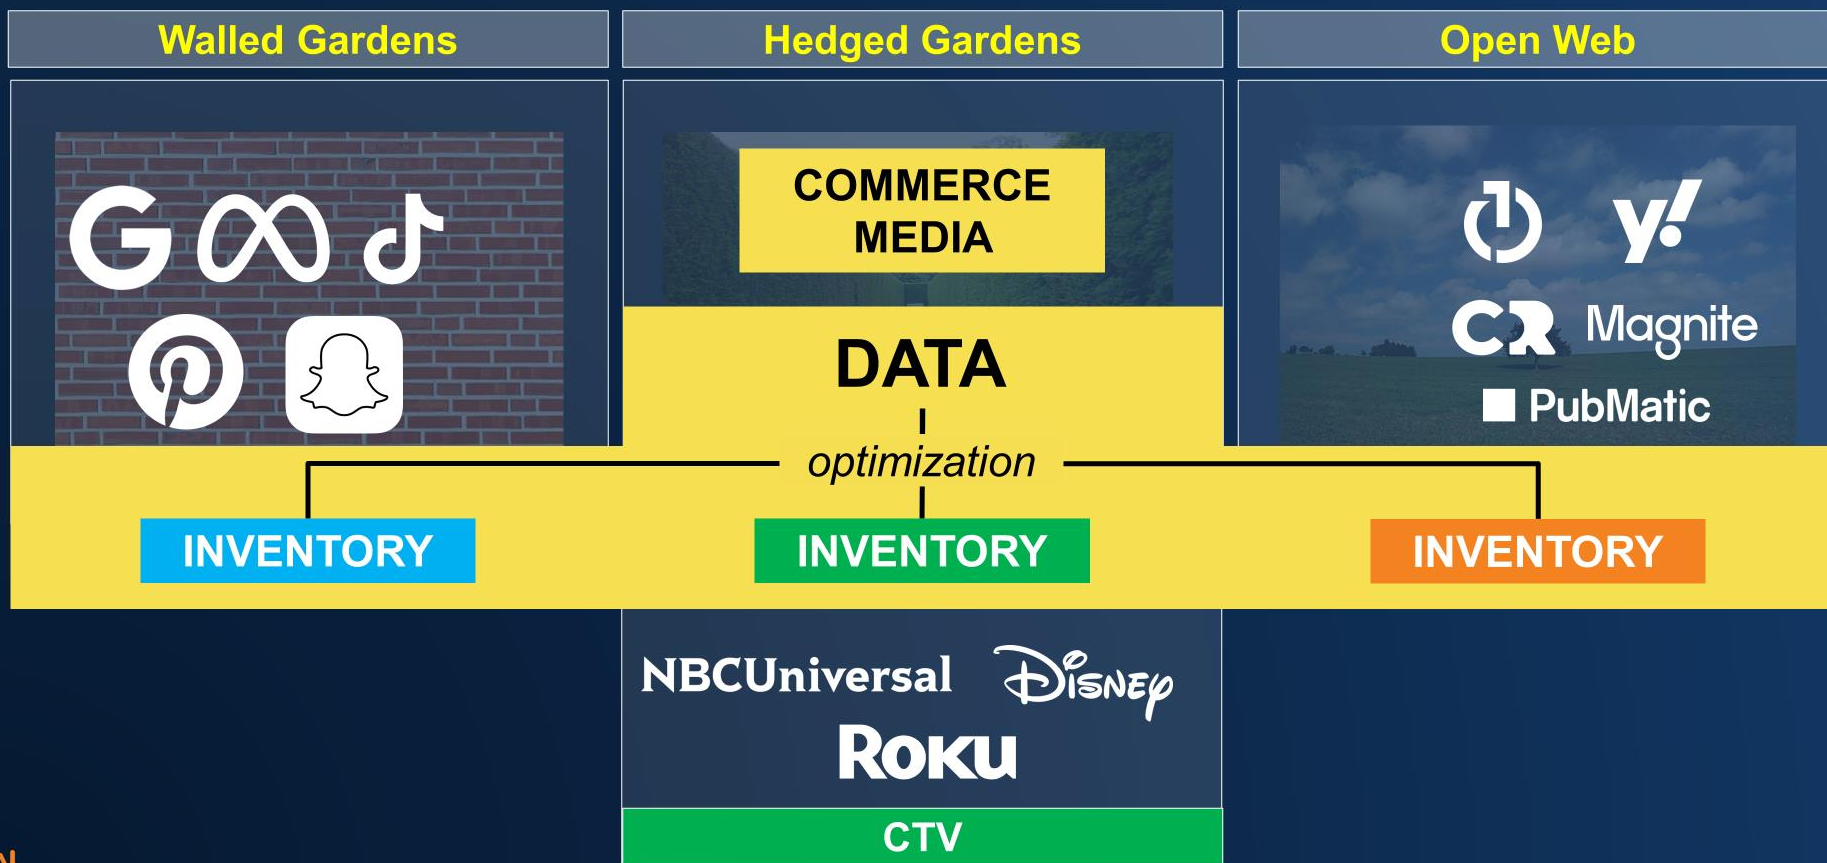 Walled Gardens
Hedged Gardens
Open Web
COMMERCE
MEDIA
G
y!
CR
Magnite
PubMatic
DATA
optimization
INVENTORY
INVENTORY
INVENTORY
NBCUniversal
DISNEY
ROKU
CTV
N